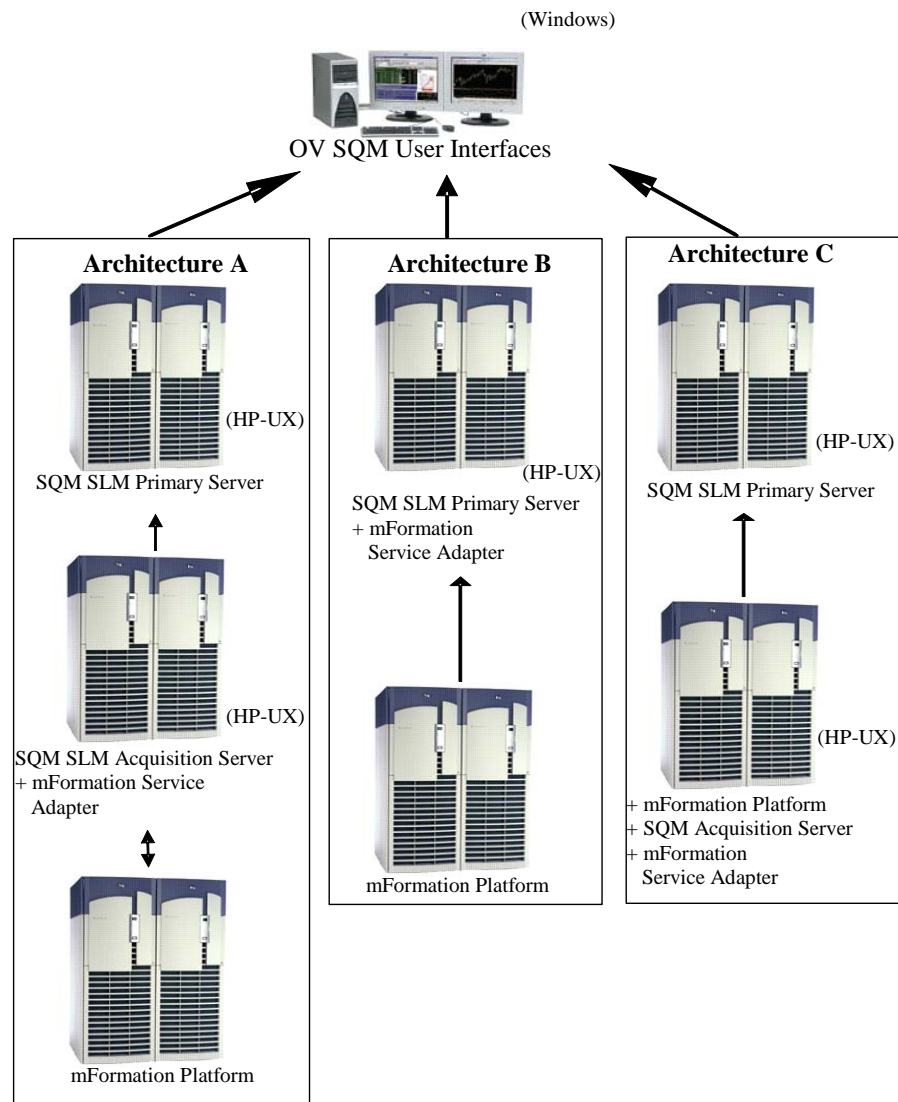 (Windows)
OV SQM User Interfaces
Architecture A
(HP-UX)
SQM SLM Primary Server
(HP-UX)
SQM SLM Acquisition Server
+ mFormation Service
Adapter
mFormation Platform
Architecture B
(HP-UX)
SQM SLM Primary Server
+ mFormation
Service Adapter
mFormation Platform
Architecture C
(HP-UX)
SQM SLM Primary Server
(HP-UX)
+ mFormation Platform
+ SQM Acquisition Server
+ mFormation
Service Adapter